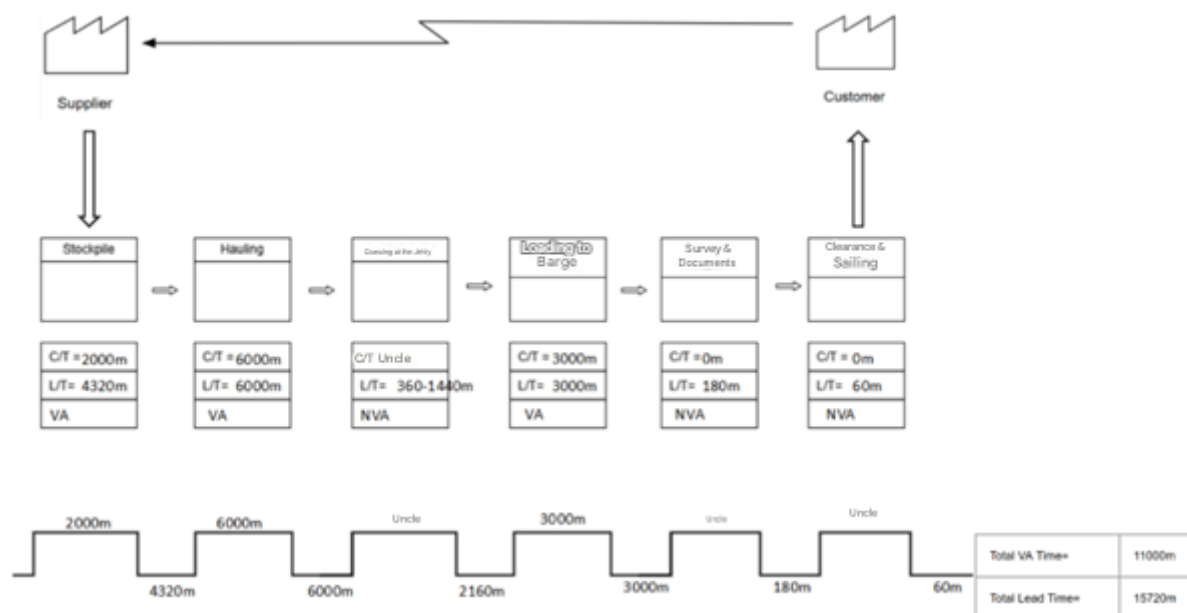 Supplier
Customer
Stockpile
Hauling
Loading to
Barge
Survey &
Documents
Clearance &
Sailing
C/T =2000m
C/T =6000m
C/T Uncle
C/T = 3000m
C/T =0m
C/T = 0m
L/T= 4320m
L/T= 6000m
L/T= 360-1440m
L/T= 3000m
L/T= 180m
L/T= 60m
VA
VA
NVA
VA
NVA
NVA
2000m
6000m
Uncle
3000m
Uncle
Uncle
4320m
6000m
2160m
3000m
180m
60m
Total VA Time=
11000m
Total Lead Time=
15720m